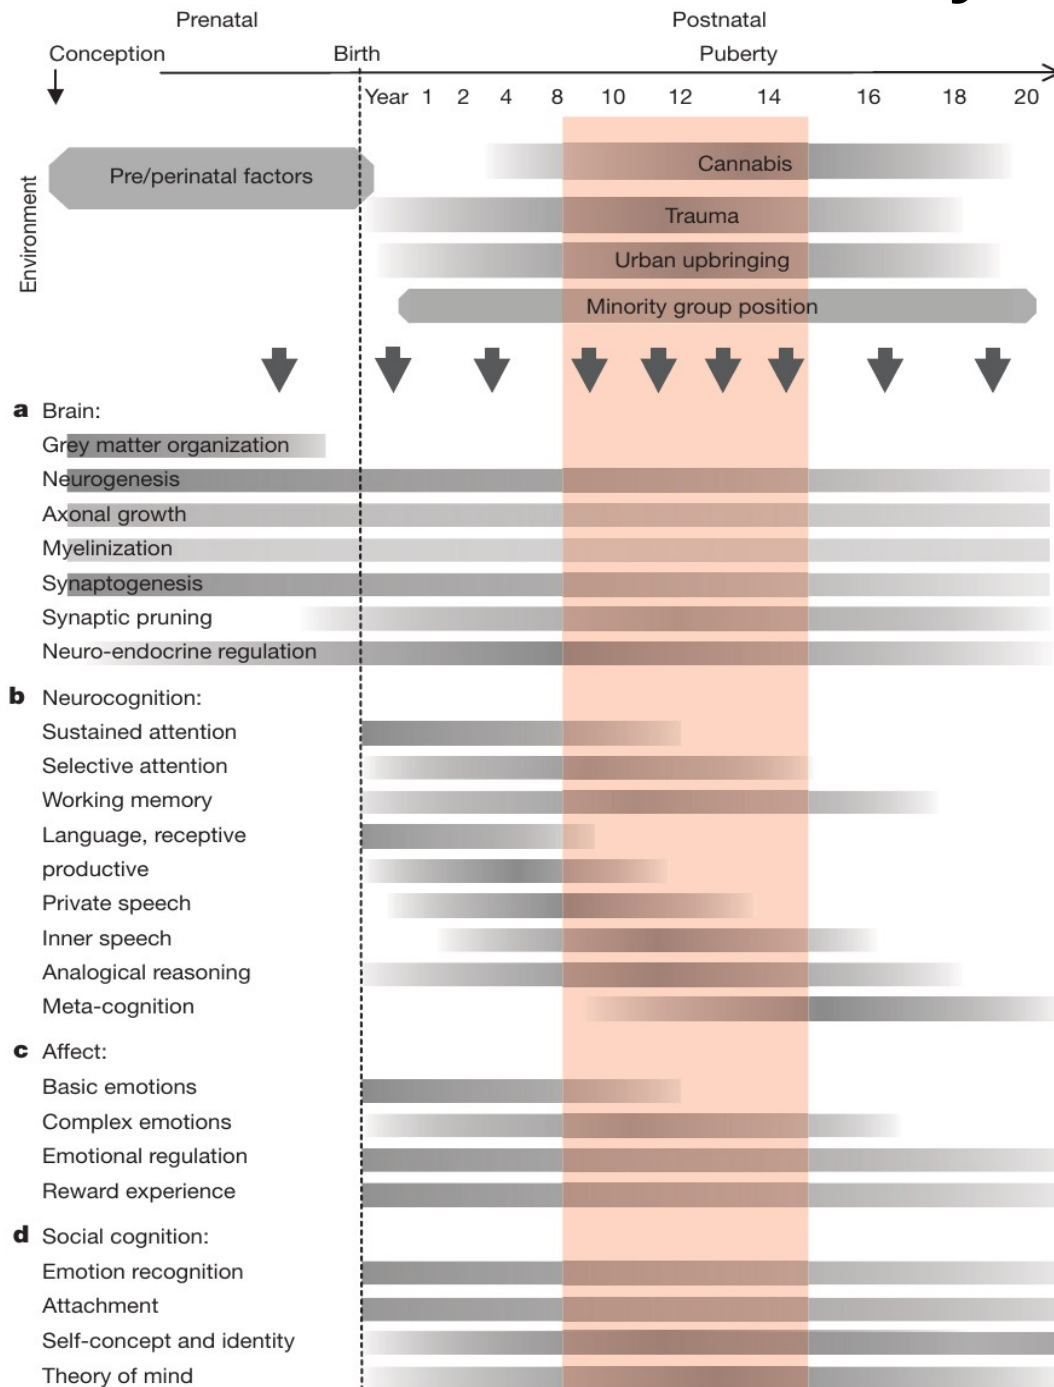 Prenatal Postnatal
Conception Birth Puberty
Year 1 2 4 8 10 12 14 16 18 20
Environment
Pre/perinatal factors
Cannabis
Trauma
Urban upbringing
Minority group position
a Brain:
Grey matter organization
Neurogenesis
Axonal growth
Myelinization
Synaptogenesis
Synaptic pruning
Neuro-endocrine regulation
b Neurocognition:
Sustained attention
Selective attention
Working memory
Language, receptive
productive
Private speech
Inner speech
Analogical reasoning
Meta-cognition
c Affect:
Basic emotions
Complex emotions
Emotional regulation
Reward experience
d Social cognition:
Emotion recognition
Attachment
Self-concept and identity
Theory of mind